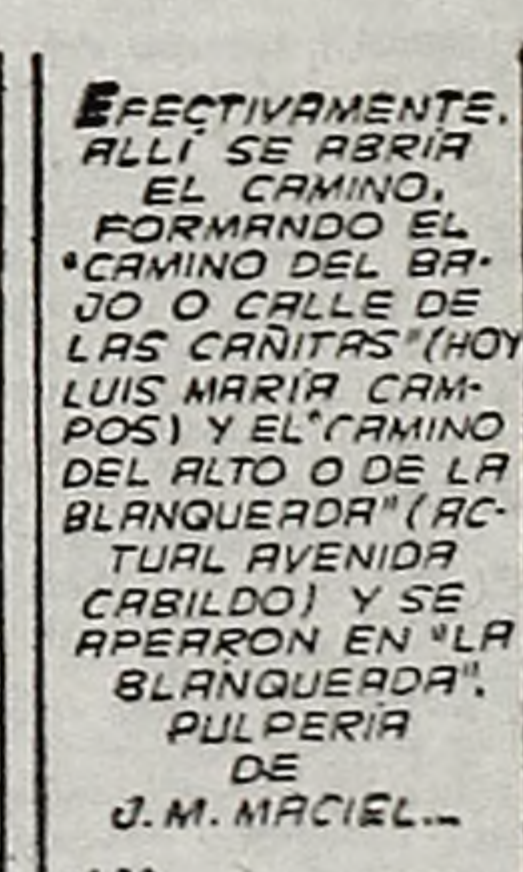 EFECTIVAMENTE,
ALLÍ SE ABRÍA
EL CAMINO,
FORMANDO EL
"CAMINO DEL BA-
JO O CALLE DE
LAS CAÑITAS" (HOY
LUIS MARÍA CAM-
POS) Y EL "CAMINO
DEL ALTO O DE LA
BLANQUEADA" (AC-
TUAL AVENIDA
CABILDO) Y SE
APEARON EN "LA
BLANQUEADA",
PULPERÍA
DE
J. M. MACIEL...